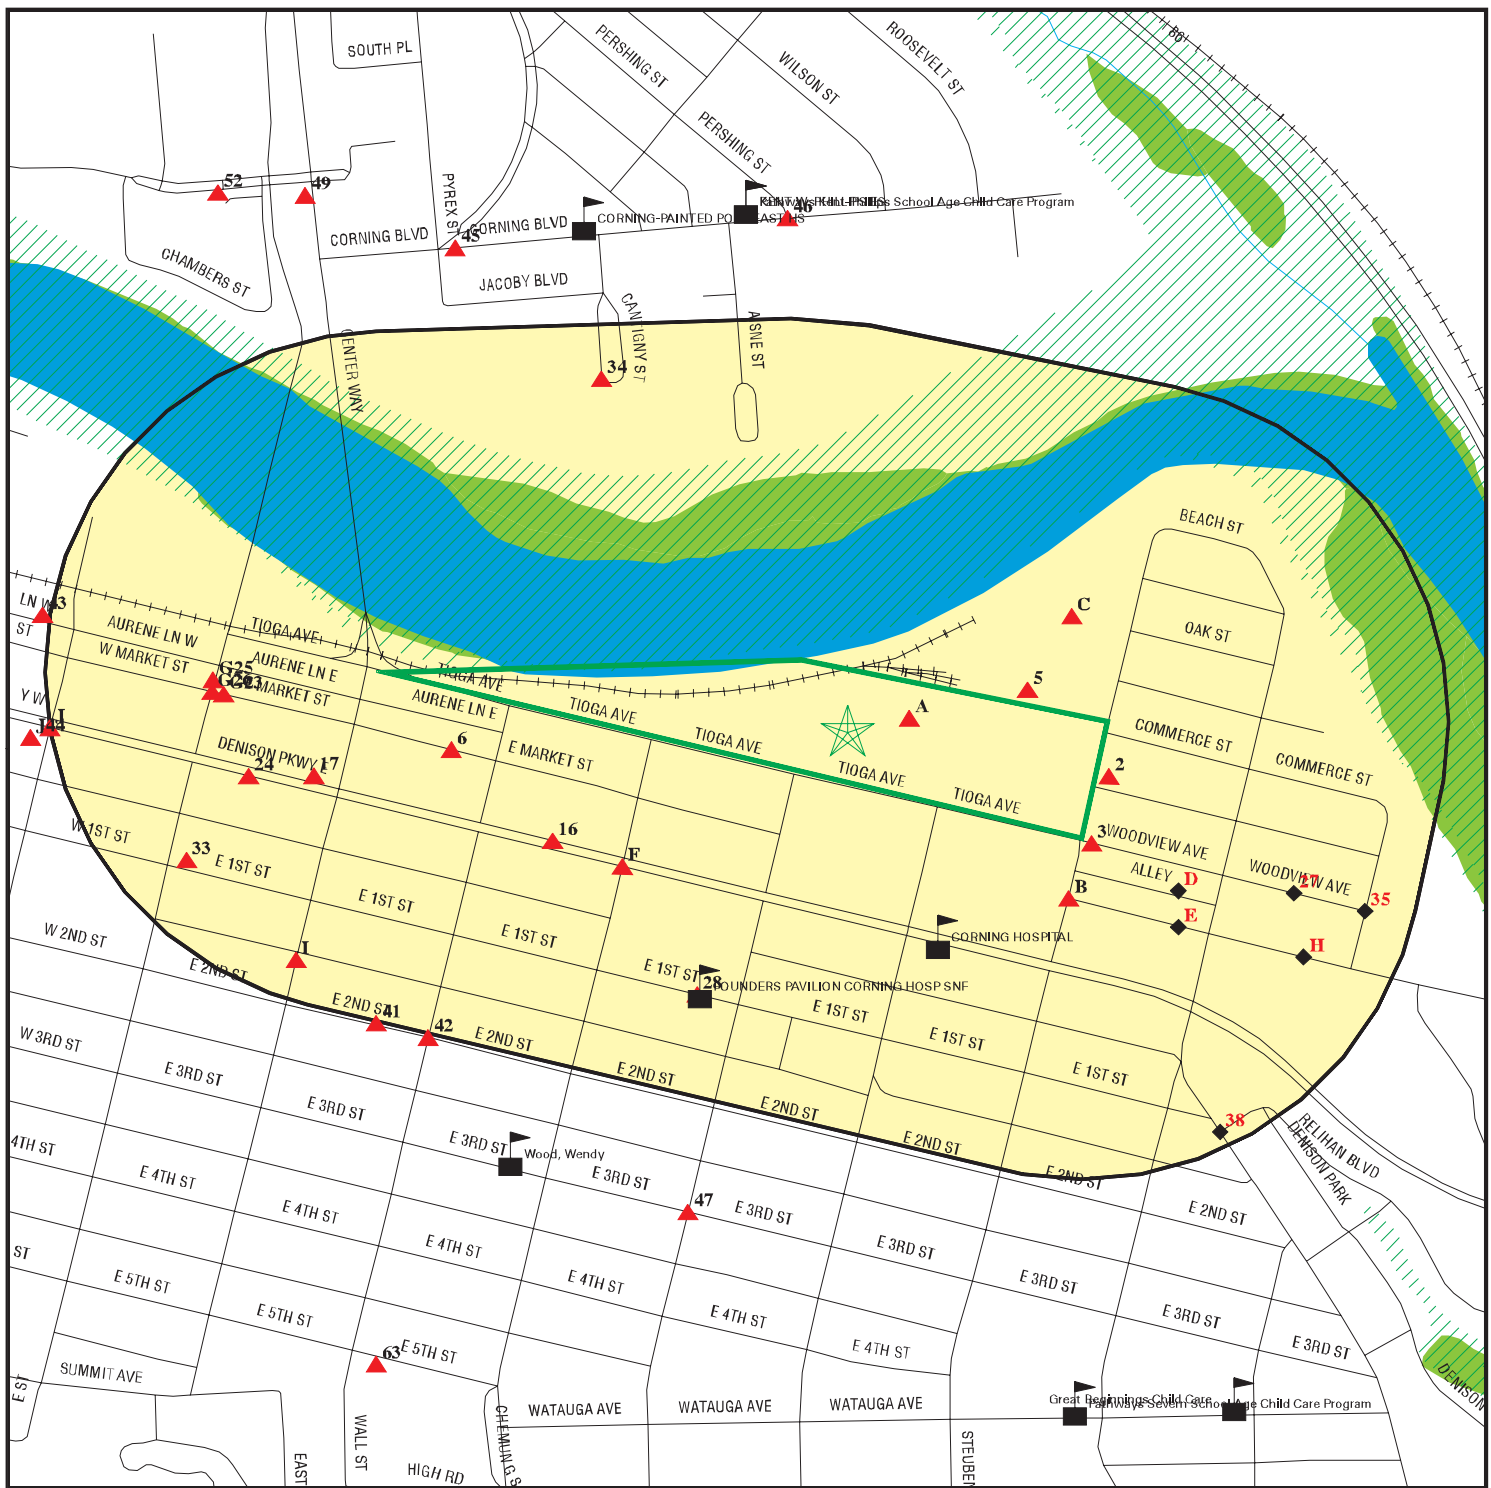 SOUTH PL
PERSHING ST
WILSON ST
ROOSEVELT ST
86
PERSHING ST
52
49
PYREX ST
Pathways Kent-Phillips School Age Child Care Program
46
CORNING BLVD
45
CORNING BLVD
CHAMBERS ST
JACOBY BLVD
CANTIGNY ST
AISNE ST
CENTER WAY
34
BEACH ST
LN W
43
ST
AURENE LN W
TIOGA AVE
C
OAK ST
W MARKET ST
AURENE LN E
G25
MARKET ST
TIOGA AVE
AURENE LN E
TIOGA AVE
5
A
Y W
J
J44
DENISON PKWY E
6
E MARKET ST
TIOGA AVE
TIOGA AVE
TIOGA AVE
COMMERCE ST
COMMERCE ST
24
17
2
W 1ST ST
33
E 1ST ST
16
F
3
WOODVIEW AVE
ALLEY
D
WOODVIEW AVE
27
35
E 1ST ST
B
E
W 2ND ST
E 1ST ST
CORNING HOSPITAL
H
E 2ND ST
I
E 1ST ST
28
FOUNDERS PAVILION CORNING HOSP SNF
E 2ND ST
41
42
E 2ND ST
E 1ST ST
E 1ST ST
E 1ST ST
W 3RD ST
E 3RD ST
E 2ND ST
E 2ND ST
E 3RD ST
E 3RD ST
E 2ND ST
38
RELIHAN BLVD
DENISON PARK
4TH ST
E 4TH ST
Wood, Wendy
E 3RD ST
E 2ND ST
47
E 3RD ST
E 2ND ST
E 4TH ST
E 4TH ST
E 3RD ST
ST
E 5TH ST
E 4TH ST
E 3RD ST
E 5TH ST
E 4TH ST
E 3RD ST
E 5TH ST
63
E 4TH ST
E 3RD ST
SUMMIT AVE
E ST
DENISON
WATAUGA AVE
WATAUGA AVE
WATAUGA AVE
Great Beginnings Child Care
Pathways Severn School Age Child Care Program
EAST
WALL ST
HIGH RD
CHEMUNG S
STEUBEN